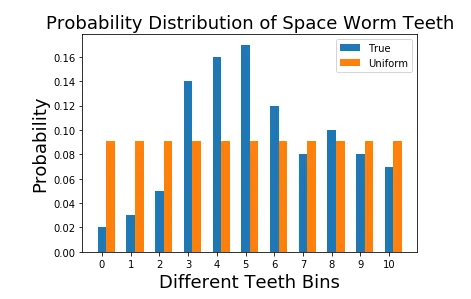 Probability Distribution of Space Worm Teeth
True
Uniform
Probability
0.16
0.14
0.12
0.10
0.08
0.06
0.04
0.02
0.00
0 1 2 3 4 5 6 7 8 9 10
Different Teeth Bins